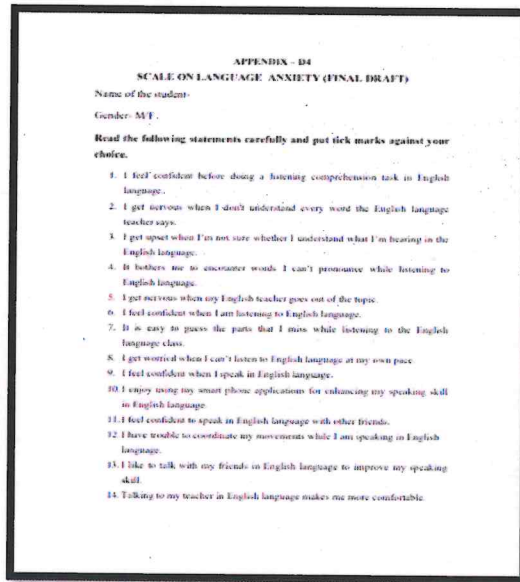 APPENDIX – D4
SCALE ON LANGUAGE ANXIETY (FINAL DRAFT)
Name of the student-
Gender- M/F.
Read the following statements carefully and put tick marks against your
choice.
1. I feel confident before doing a listening comprehension task in English
language.
2. I get nervous when I don't understand every word the English language
teacher says.
3. I get upset when I'm not sure whether I understand what I'm hearing in the
English language.
4. It bothers me to encounter words I can't pronounce while listening to
English language.
5. I get nervous when my English teacher goes out of the topic.
6. I feel confident when I am listening to English language.
7. It is easy to guess the parts that I miss while listening to the English
language class.
8. I get worried when I can't listen to English language at my own pace
9. I feel confident when I speak in English language.
10. I enjoy using my smart phone applications for enhancing my speaking skill
in English language
11. I feel confident to speak in English language with other friends.
12. I have trouble to coordinate my movements while I am speaking in English
language.
13. I like to talk with my friends in English language to improve my speaking
skill.
14. Talking to my teacher in English language makes me more comfortable.